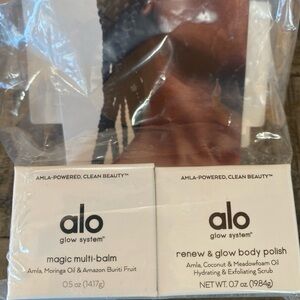 AMLA-POWERED, CLEAN BEAUTY™
alo
glow system®
magic multi-balm
Amla, Moringa Oil & Amazon Buriti Fruit
0.5 oz (14.17g)
AMLA-POWERED, CLEAN BEAUTY™
alo
glow system®
renew & glow body polish
Amla, Coconut & Meadowfoam Oil
Hydrating & Exfoliating Scrub
NET WT. 0.7 oz. (19.84g)